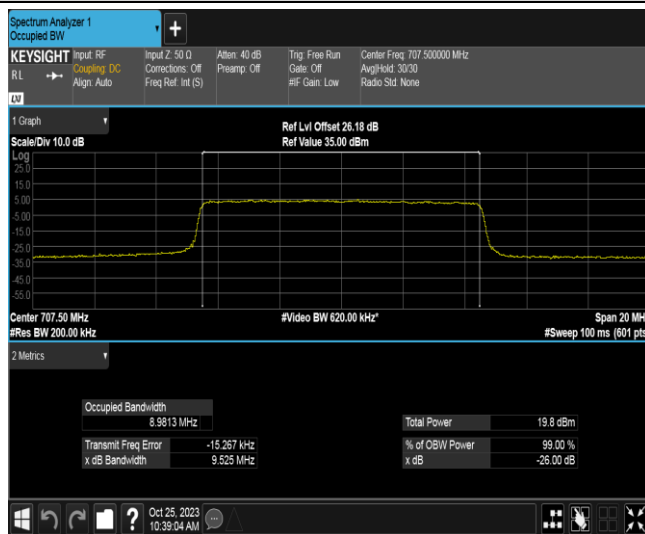 Spectrum Analyzer 1
Occupied BW
+
KEYSIGHT
RL
LXI
Input: RF
Coupling: DC
Align: Auto
Input Z: 50 Ω
Corrections: Off
Freq Ref: Int (S)
Atten: 40 dB
Preamp: Off
Trig: Free Run
Gate: Off
#IF Gain: Low
Center Freq: 707.500000 MHz
Avg|Hold: 30/30
Radio Std: None
1 Graph
Scale/Div 10.0 dB
Ref Lvl Offset 26.18 dB
Ref Value 35.00 dBm
Log
25.0
15.0
5.00
-5.00
-15.0
-25.0
-35.0
-45.0
-55.0
Center 707.50 MHz
#Res BW 200.00 kHz
#Video BW 620.00 kHz*
Span 20 MH
#Sweep 100 ms (601 pts
2 Metrics
Occupied Bandwidth
8.9813 MHz
Transmit Freq Error -15.267 kHz
x dB Bandwidth 9.525 MHz
Total Power 19.8 dBm
% of OBW Power 99.00 %
x dB -26.00 dB
?
Oct 25, 2023
10:39:04 AM